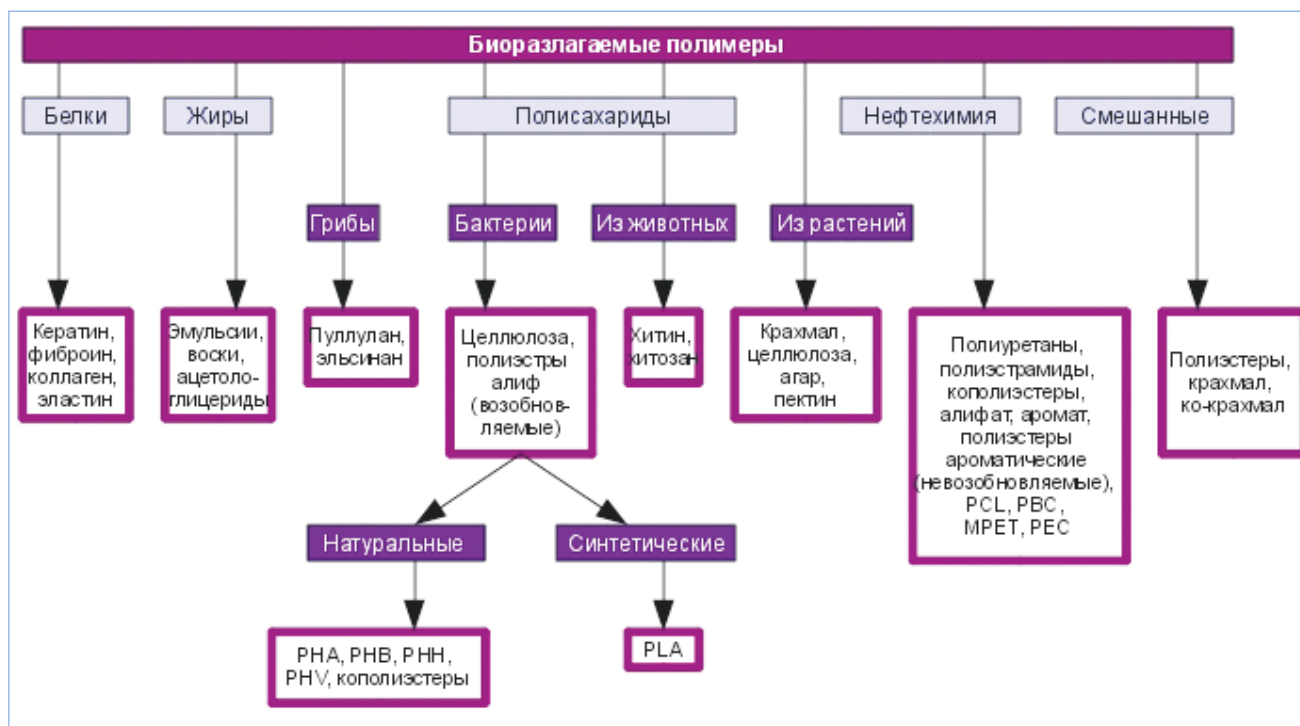 Биоразлагаемые полимеры
Белки
Жиры
Полисахариды
Нефтехимия
Смешанные
Грибы
Бактерии
Из животных
Из растений
Кератин,
фиброин,
коллаген,
эластин
Эмульсии,
воски,
ацетоло-
глицериды
Пуллулан,
эльсинан
Целлюлоза,
полиэстры
алиф
(возобнов-
ляемые)
Хитин,
хитозан
Крахмал,
целлюлоза,
агар,
пектин
Полиуретаны,
полиэстрамиды,
кополиэстеры,
алифат, аромат,
полиэстеры
ароматические
(невозобновляемые),
PCL, PBC,
MPET, PEC
Полиэстеры,
крахмал,
ко-крахмал
Натуральные
Синтетические
PHA, PHB, PHH,
PHV, кополиэстеры
PLA